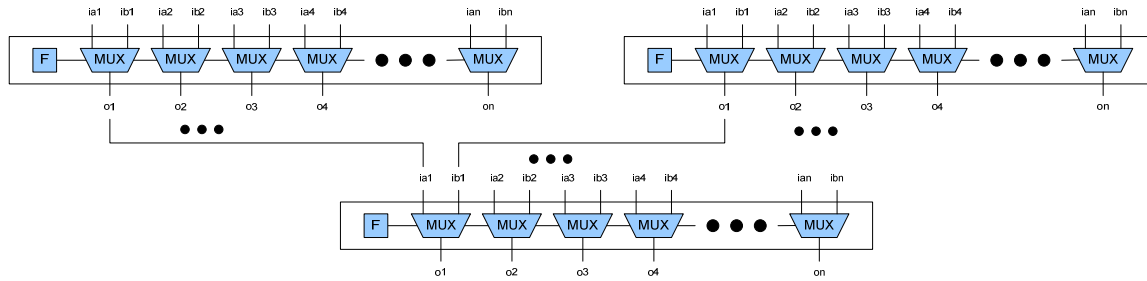 ia1 ib1 ia2 ib2 ia3 ib3 ia4 ib4 ian ibn ia1 ib1 ia2 ib2 ia3 ib3 ia4 ib4 ian ibn
F MUX MUX MUX MUX MUX F MUX MUX MUX MUX MUX
o1 o2 o3 o4 on o1 o2 o3 o4 on
ia1 ib1 ia2 ib2 ia3 ib3 ia4 ib4 ian ibn
F MUX MUX MUX MUX MUX
o1 o2 o3 o4 on